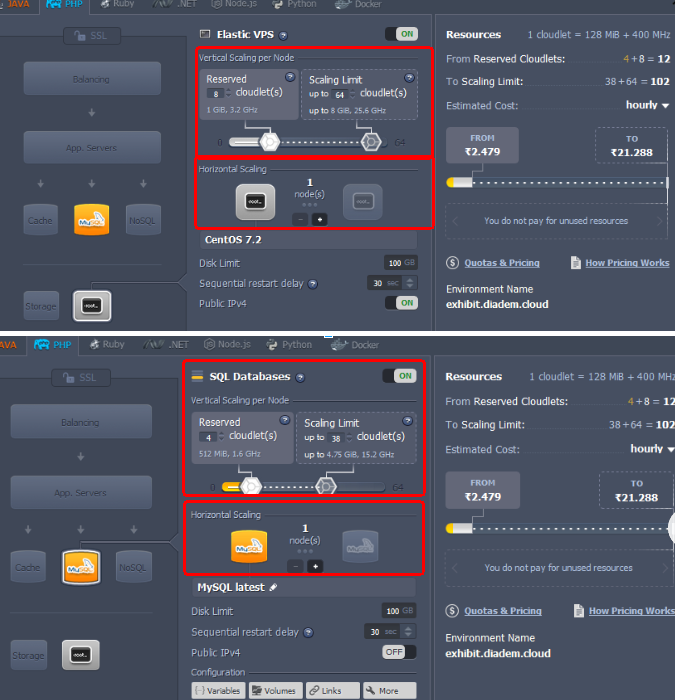 JAVA PHP Ruby .NET Node.js Python Docker
SSL
Balancing
App. Servers
Cache MySQL NoSQL
Storage root_
Elastic VPS ? ON
Vertical Scaling per Node
Reserved ?
8 cloudlet(s)
1 GiB, 3.2 GHz
Scaling Limit ?
up to 64 cloudlet(s)
up to 8 GiB, 25.6 GHz
0 64
Horizontal Scaling
root_ 1 root_
node(s)
- +
CentOS 7.2
Disk Limit 100 GB
Sequential restart delay ? 30 sec
Public IPv4 ON
Resources 1 cloudlet = 128 MiB + 400 MHz
From Reserved Cloudlets: 4+8 = 12
To Scaling Limit: 38+64 = 102
Estimated Cost: hourly
FROM
₹2.479
TO
₹21.288
You do not pay for unused resources
$ Quotas & Pricing How Pricing Works
Environment Name
exhibit.diadem.cloud
AVA PHP Ruby .NET Node.js Python Docker
SSL
Balancing
App. Servers
Cache MySQL NoSQL
Storage root_
SQL Databases ? ON
Vertical Scaling per Node
Reserved ?
4 cloudlet(s)
512 MiB, 1.6 GHz
Scaling Limit ?
up to 38 cloudlet(s)
up to 4.75 GiB, 15.2 GHz
0 64
Horizontal Scaling
MySQL 1 MySQL
node(s)
- +
MySQL latest
Disk Limit 100 GB
Sequential restart delay ? 30 sec
Public IPv4 OFF
Configuration
Variables Volumes Links More
Resources 1 cloudlet = 128 MiB + 400 MHz
From Reserved Cloudlets: 4+8 = 12
To Scaling Limit: 38+64 = 102
Estimated Cost: hourly
FROM
₹2.479
TO
₹21.288
You do not pay for unused resources
$ Quotas & Pricing How Pricing Works
Environment Name
exhibit.diadem.cloud